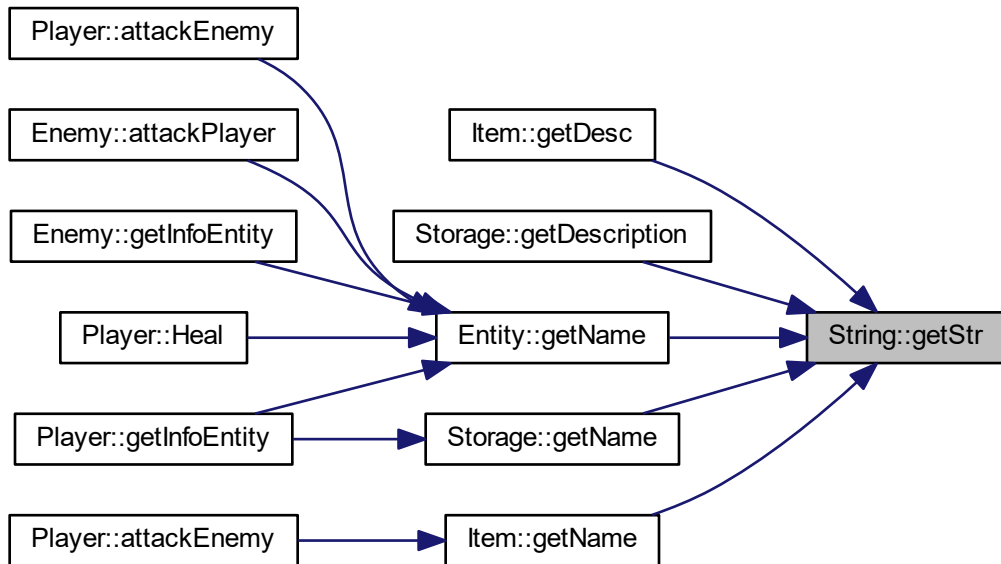 Player::attackEnemy
Enemy::attackPlayer
Enemy::getInfoEntity
Player::Heal
Player::getInfoEntity
Player::attackEnemy
Item::getDesc
Storage::getDescription
Entity::getName
Storage::getName
Item::getName
String::getStr